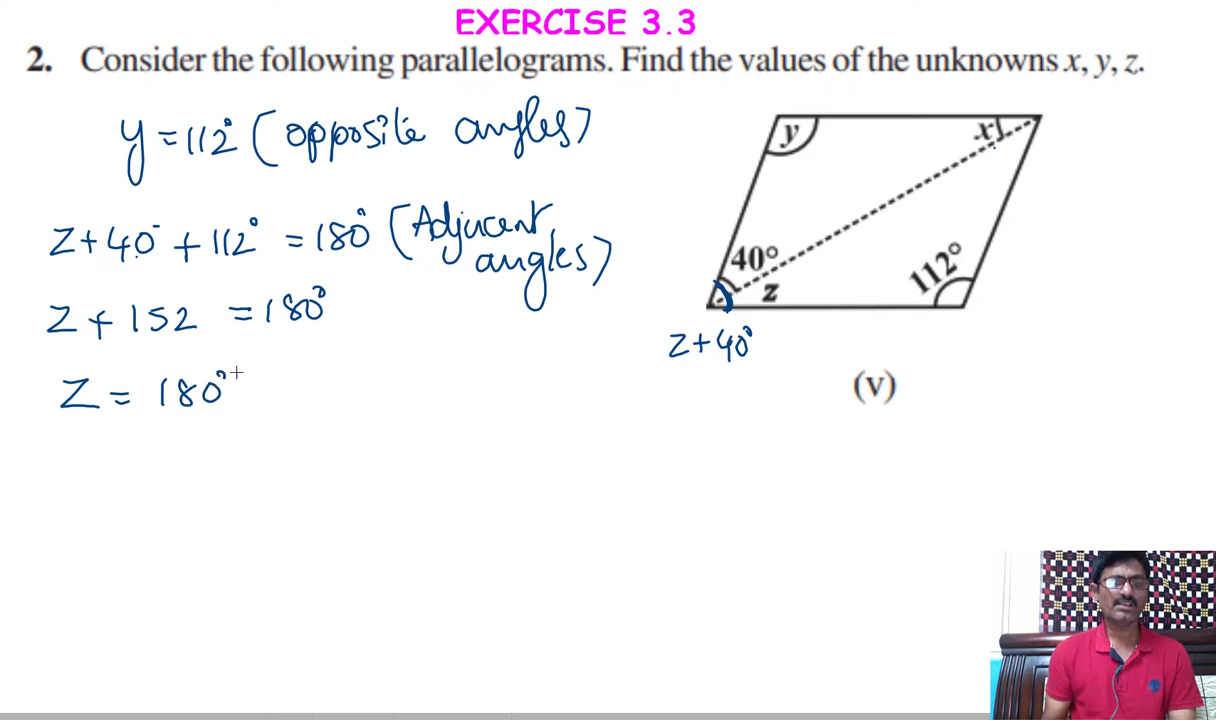 EXERCISE 3.3
2. Consider the following parallelograms. Find the values of the unknowns x, y, z.
y = 112° (opposite angles)
z + 40° + 112° = 180° (Adjacent
angles)
z + 152 = 180°
z = 180°
y
x
40°
z
112°
z + 40°
(v)